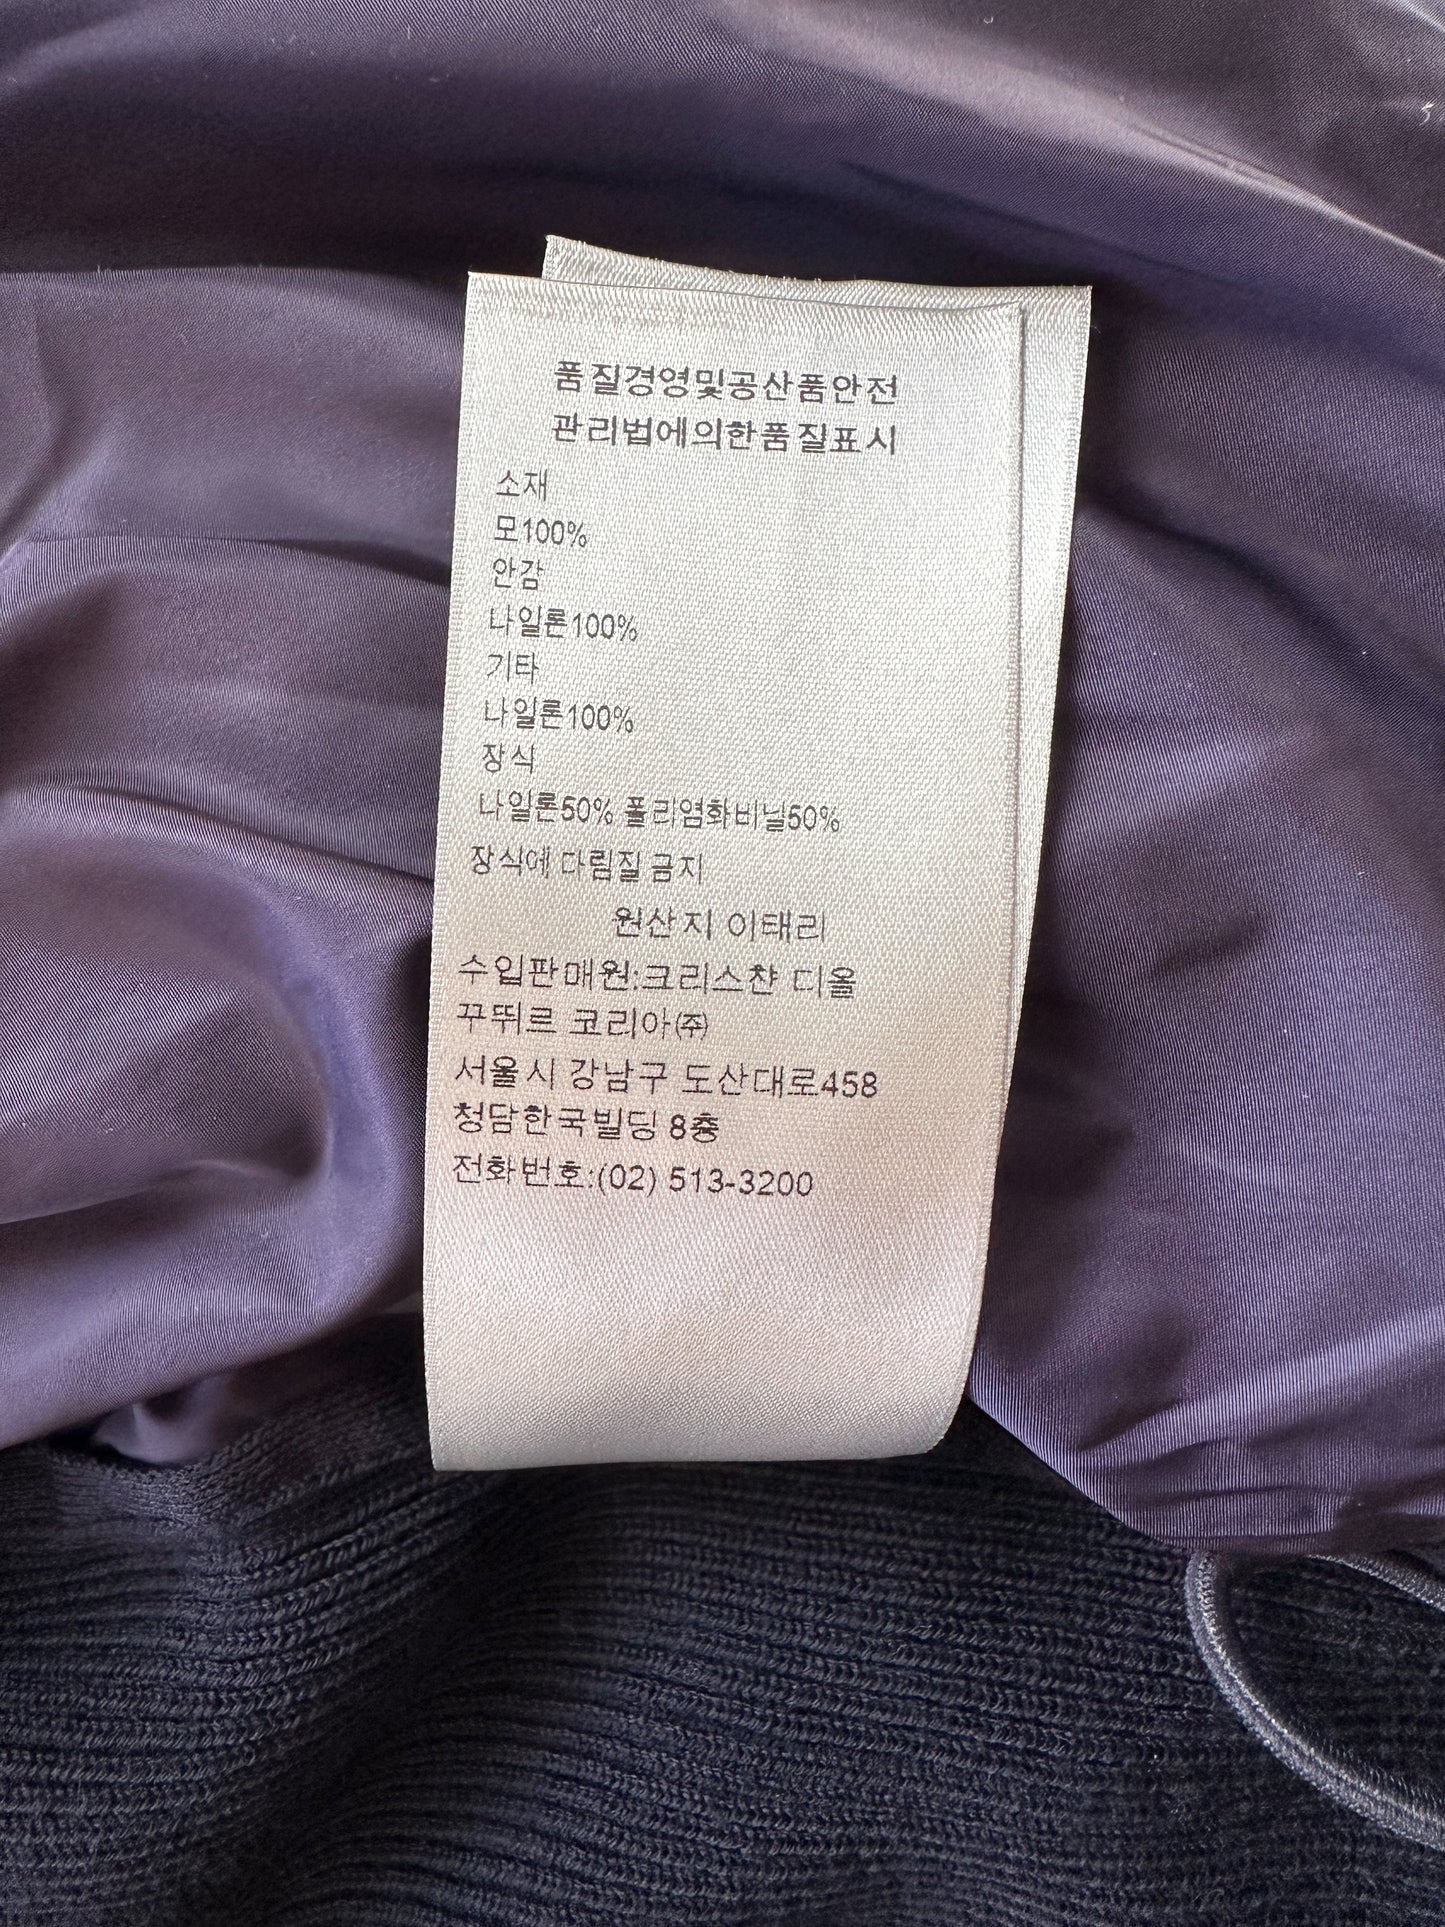 품질경영및공산품안전
관리법에의한품질표시
소재
모100%
안감
나일론100%
기타
나일론100%
장식
나일론50% 폴리염화비닐50%
장식에 다림질 금지
원산지 이태리
수입판매원:크리스챤 디올
꾸뛰르 코리아㈜
서울시 강남구 도산대로458
청담한국빌딩 8층
전화번호:(02) 513-3200